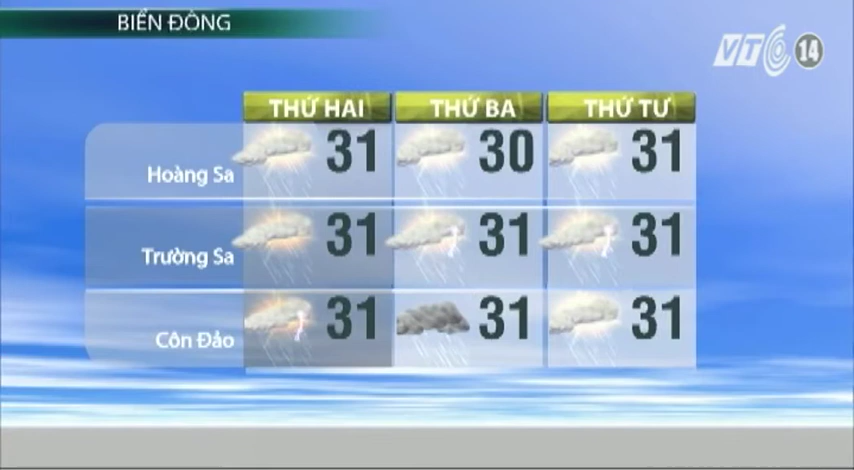 BIỂN ĐÔNG
VTC 14
THỨ HAI THỨ BA THỨ TƯ
Hoàng Sa 31 30 31
Trường Sa 31 31 31
Côn Đảo 31 31 31